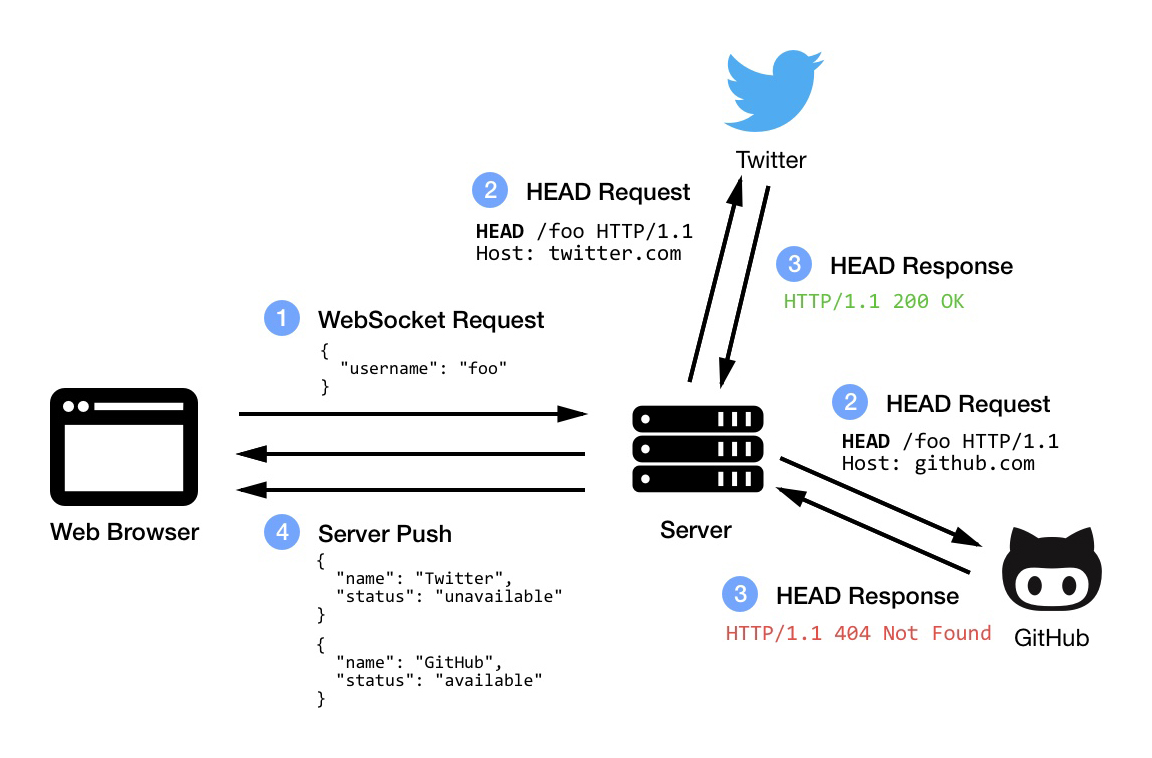 Twitter
2 HEAD Request
HEAD /foo HTTP/1.1
Host: twitter.com
3 HEAD Response
HTTP/1.1 200 OK
1 WebSocket Request
{
"username": "foo"
}
2 HEAD Request
HEAD /foo HTTP/1.1
Host: github.com
Web Browser
Server
4 Server Push
{
"name": "Twitter",
"status": "unavailable"
}
{
"name": "GitHub",
"status": "available"
}
3 HEAD Response
HTTP/1.1 404 Not Found
GitHub